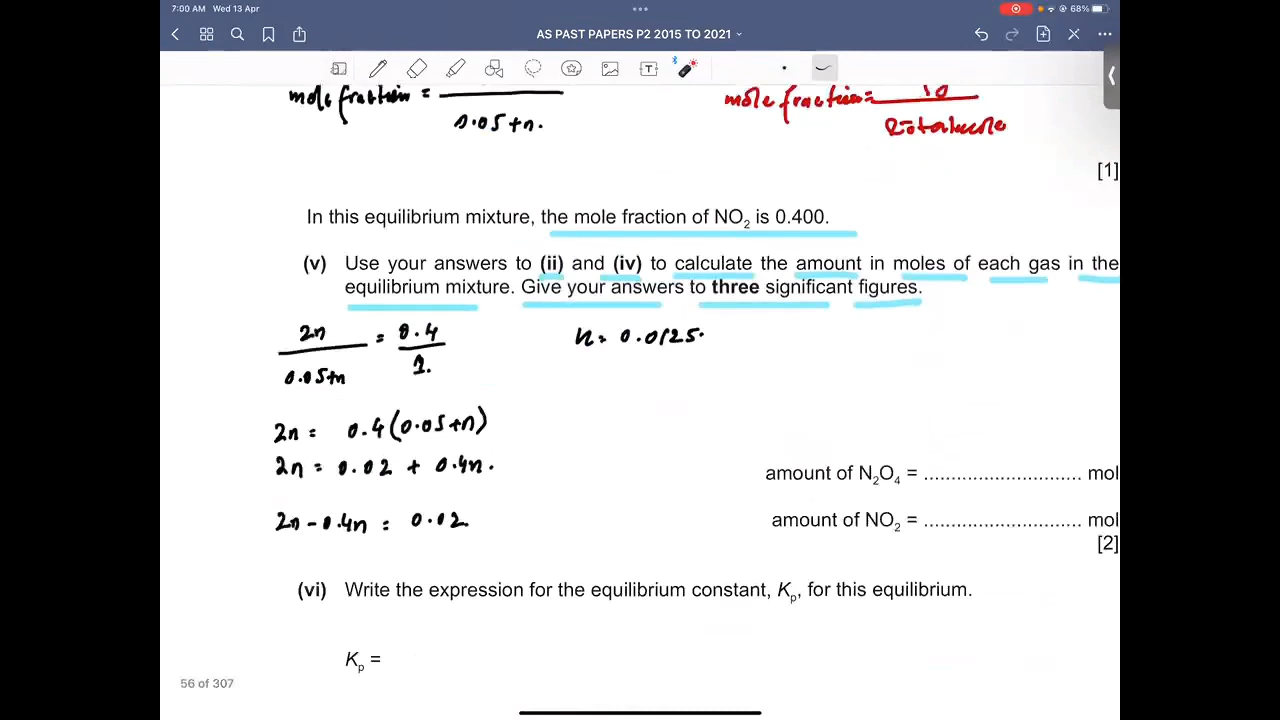 7:00 AM Wed 13 Apr
68%
AS PAST PAPERS P2 2015 TO 2021
mole fraction =
0.05+n.
mole fraction =
10
total mole
[1]
In this equilibrium mixture, the mole fraction of NO₂ is 0.400.
(v) Use your answers to (ii) and (iv) to calculate the amount in moles of each gas in the
equilibrium mixture. Give your answers to three significant figures.
2n/0.05+n = 0.4/1.
n = 0.0125.
2n = 0.4(0.05+n)
2n = 0.02 + 0.4n.
amount of N₂O₄ = ............................. mol
2n - 0.4n = 0.02
amount of NO₂ = ............................. mol
[2]
(vi) Write the expression for the equilibrium constant, Kₚ, for this equilibrium.
Kₚ =
56 of 307